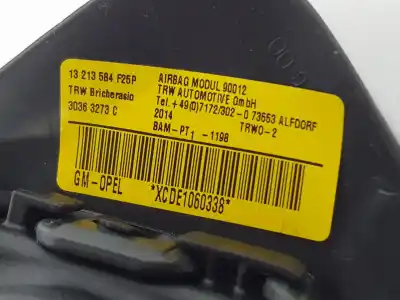 13 213 584 F25P
AIRBAG MODUL 90012
TRW Bricherasio
TRW AUTOMOTIVE GmbH
Tel.+49(0)7172/302-0 73553 ALFDORF
3036 3273 C
2014
TRWO-2
BAM-PT1-1198
GM-OPEL
*XCDE1060338*